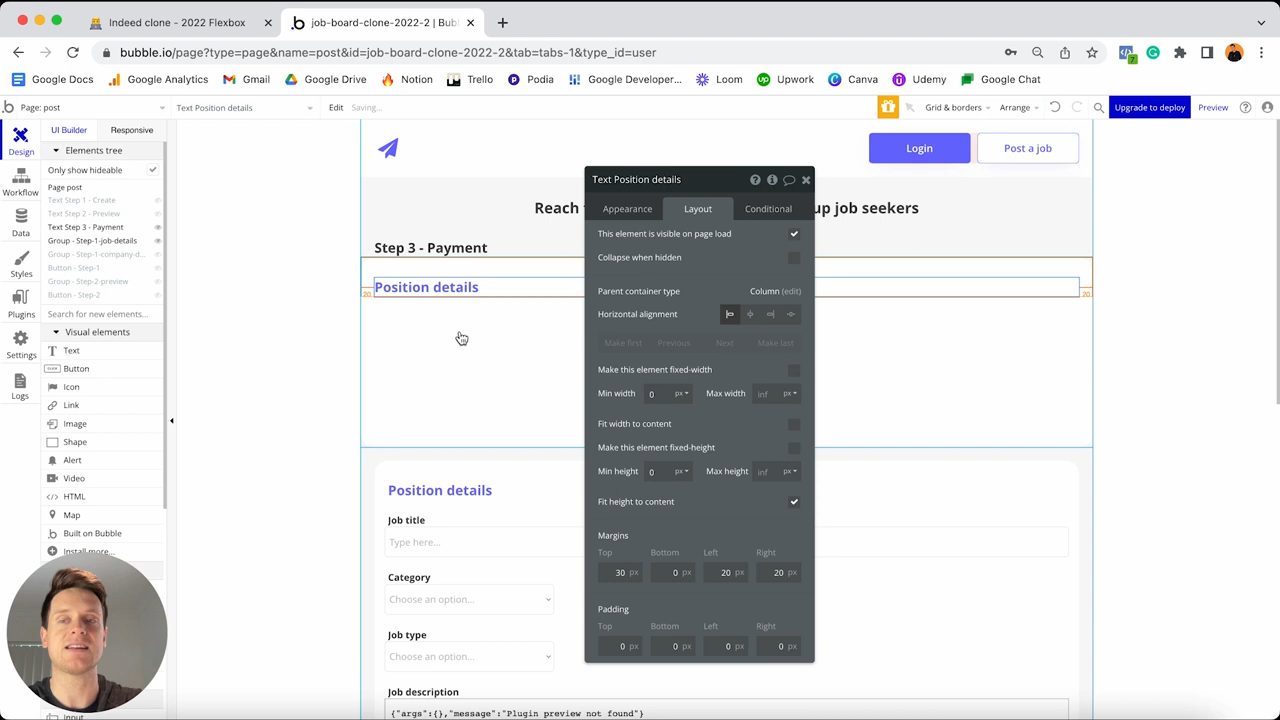 Indeed clone - 2022 Flexbox
job-board-clone-2022-2 | Bubl
bubble.io/page?type=page&name=post&id=job-board-clone-2022-2&tab=tabs-1&type_id=user
7
Google Docs
Google Analytics
Gmail
Google Drive
Notion
Trello
Podia
Google Developer...
Loom
Upwork
Canva
Udemy
Google Chat
Page: post
Text Position details
Edit
Saving...
Grid & borders
Arrange
Upgrade to deploy
Preview
Design
Workflow
Data
Styles
Plugins
Settings
Logs
UI Builder
Responsive
Elements tree
Only show hideable
Page post
Text Step 1 - Create
Text Step 2 - Preview
Text Step 3 - Payment
Group - Step-1-job-details
Group - Step-1-company-d...
Button - Step-1
Group - Step-2-preview
Button - Step-2
Search for new elements...
Visual elements
Text
Button
Icon
Link
Image
Shape
Alert
Video
HTML
Map
Built on Bubble
Install more...
Input
Login
Post a job
Reach
up job seekers
Step 3 - Payment
Position details
20
20
Text Position details
Appearance
Layout
Conditional
This element is visible on page load
Collapse when hidden
Parent container type
Column (edit)
Horizontal alignment
Make first
Previous
Next
Make last
Make this element fixed-width
Min width
0 px
Max width
inf px
Fit width to content
Make this element fixed-height
Min height
0 px
Max height
inf px
Fit height to content
Margins
Top Bottom Left Right
30 px 0 px 20 px 20 px
Padding
Top Bottom Left Right
0 px 0 px 0 px 0 px
Position details
Job title
Type here...
Category
Choose an option...
Job type
Choose an option...
Job description
{"args":{},"message":"Plugin preview not found"}